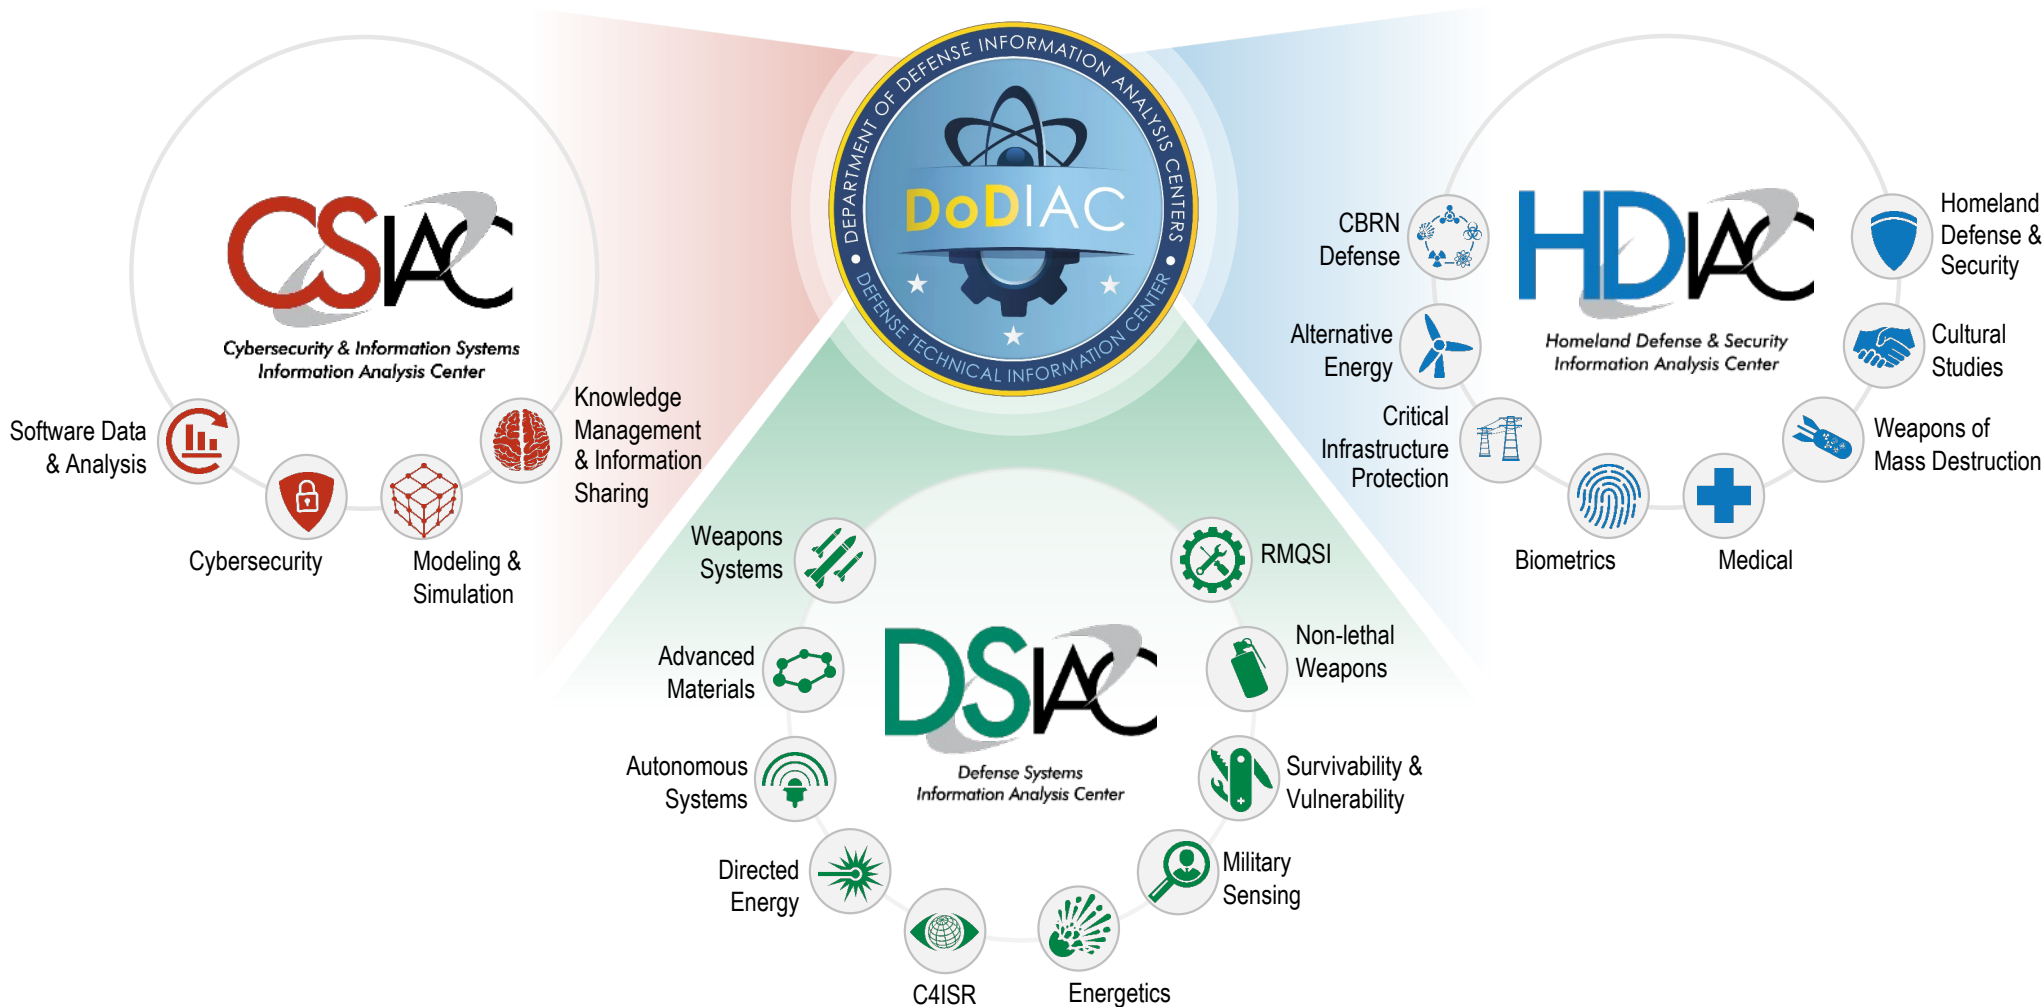 DEPARTMENT OF DEFENSE INFORMATION ANALYSIS CENTERS
DoDIAC
DEFENSE TECHNICAL INFORMATION CENTER
CSIAC
Cybersecurity & Information Systems
Information Analysis Center
Software Data
& Analysis
Cybersecurity
Modeling &
Simulation
Knowledge
Management
& Information
Sharing
DSIAC
Defense Systems
Information Analysis Center
Weapons
Systems
Advanced
Materials
Autonomous
Systems
Directed
Energy
C4ISR
Energetics
Military
Sensing
Survivability &
Vulnerability
Non-lethal
Weapons
RMQSI
HDIAC
Homeland Defense & Security
Information Analysis Center
CBRN
Defense
Alternative
Energy
Critical
Infrastructure
Protection
Biometrics
Medical
Weapons of
Mass Destruction
Cultural
Studies
Homeland
Defense &
Security